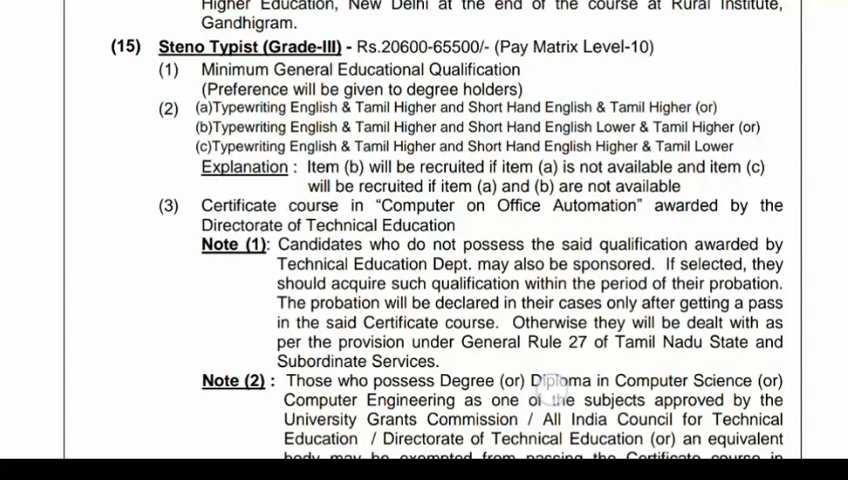 Higher Education, New Delhi at the end of the course at Rural Institute,
Gandhigram.
(15) Steno Typist (Grade-III) - Rs.20600-65500/- (Pay Matrix Level-10)
(1) Minimum General Educational Qualification
(Preference will be given to degree holders)
(2) (a)Typewriting English & Tamil Higher and Short Hand English & Tamil Higher (or)
(b)Typewriting English & Tamil Higher and Short Hand English Lower & Tamil Higher (or)
(c)Typewriting English & Tamil Higher and Short Hand English Higher & Tamil Lower
Explanation : Item (b) will be recruited if item (a) is not available and item (c)
will be recruited if item (a) and (b) are not available
(3) Certificate course in “Computer on Office Automation” awarded by the
Directorate of Technical Education
Note (1): Candidates who do not possess the said qualification awarded by
Technical Education Dept. may also be sponsored. If selected, they
should acquire such qualification within the period of their probation.
The probation will be declared in their cases only after getting a pass
in the said Certificate course. Otherwise they will be dealt with as
per the provision under General Rule 27 of Tamil Nadu State and
Subordinate Services.
Note (2) : Those who possess Degree (or) Diploma in Computer Science (or)
Computer Engineering as one of the subjects approved by the
University Grants Commission / All India Council for Technical
Education / Directorate of Technical Education (or) an equivalent
body may be exempted from passing the Certificate course in